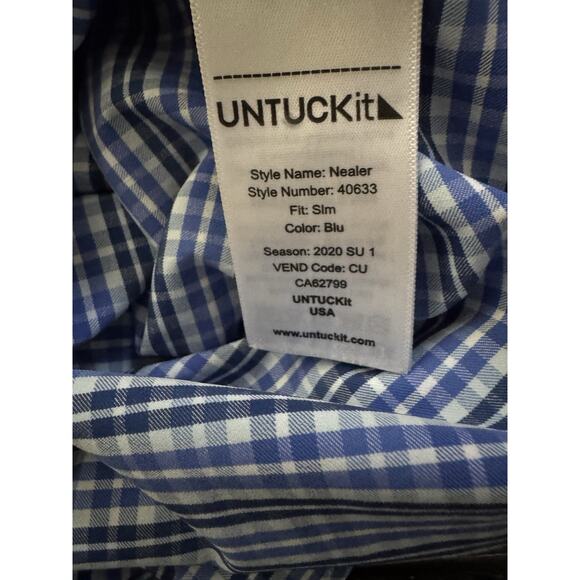 UNTUCKit
Style Name: Nealer
Style Number: 40633
Fit: Slm
Color: Blu
Season: 2020 SU 1
VEND Code: CU
CA62799
UNTUCKit
USA
www.untuckit.com